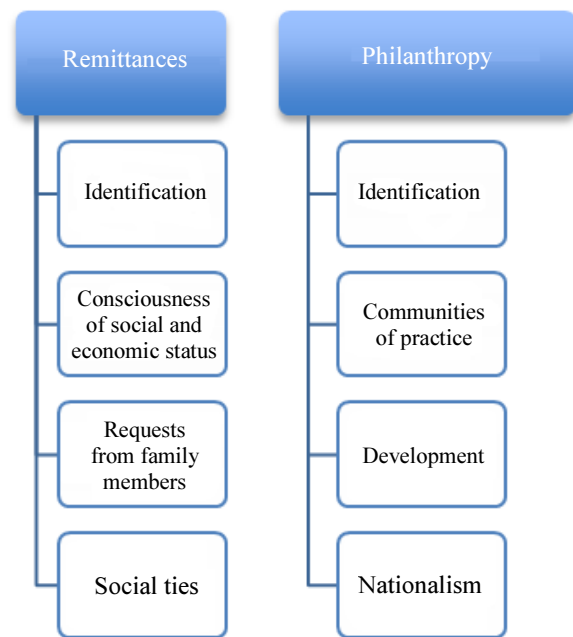 Remittances
Identification
Consciousness
of social and
economic status
Requests
from family
members
Social ties
Philanthropy
Identification
Communities
of practice
Development
Nationalism